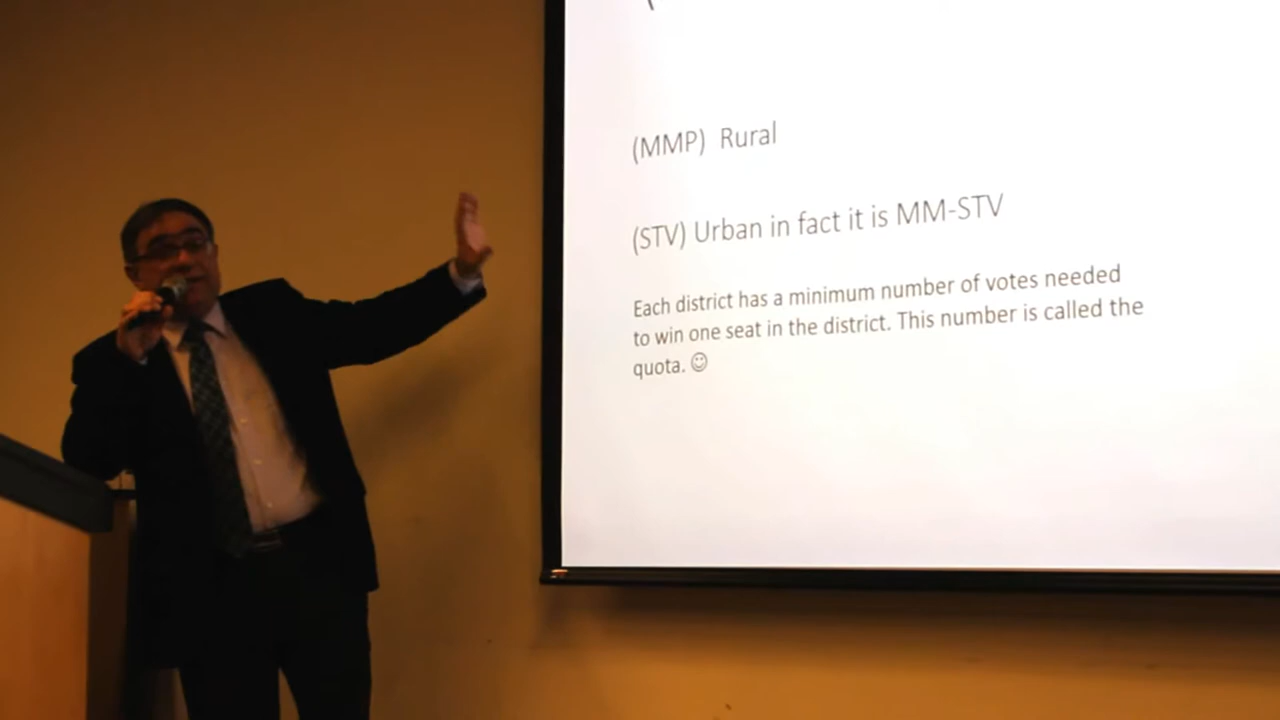 (MMP) Rural
(STV) Urban in fact it is MM-STV
Each district has a minimum number of votes needed
to win one seat in the district. This number is called the
quota. ☺